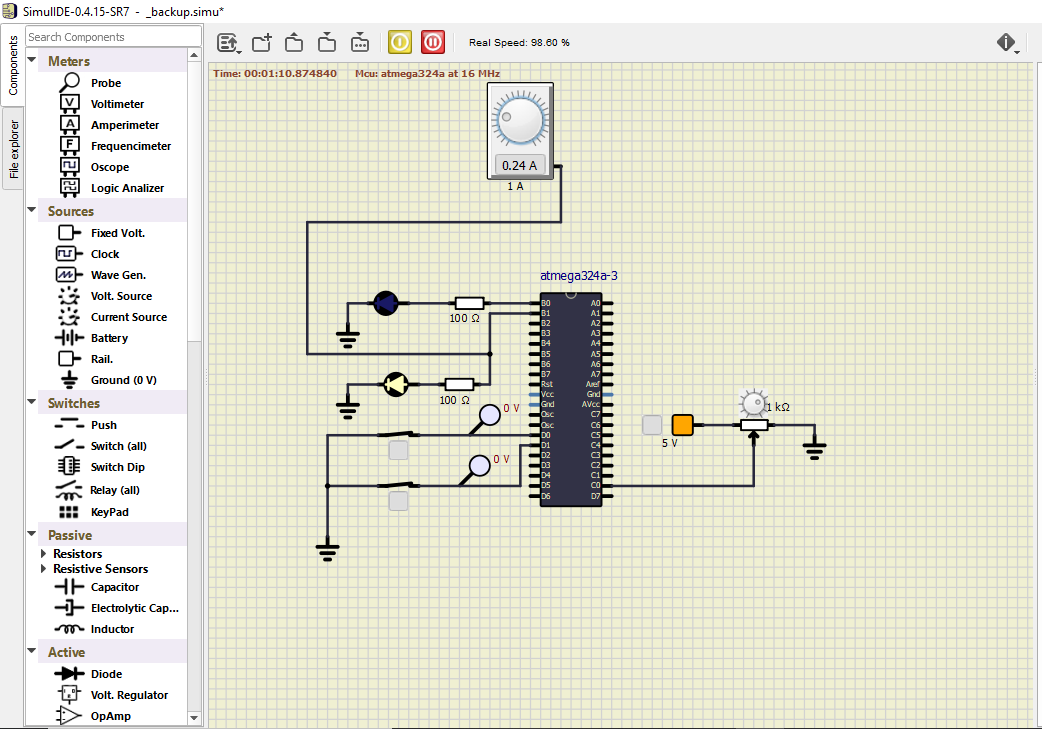 SimulIDE-0.4.15-SR7 - _backup.simu*
Components
File explorer
Search Components
Meters
Probe
Voltimeter
Amperimeter
Frequencimeter
Oscope
Logic Analizer
Sources
Fixed Volt.
Clock
Wave Gen.
Volt. Source
Current Source
Battery
Rail.
Ground (0 V)
Switches
Push
Switch (all)
Switch Dip
Relay (all)
KeyPad
Passive
Resistors
Resistive Sensors
Capacitor
Electrolytic Cap...
Inductor
Active
Diode
Volt. Regulator
OpAmp
Real Speed: 98.60 %
Time: 00:01:10.874840 Mcu: atmega324a at 16 MHz
0.24 A
1 A
atmega324a-3
100 Ω
100 Ω
0 V
0 V
B0 A0
B1 A1
B2 A2
B3 A3
B4 A4
B5 A5
B6 A6
B7 A7
Rst Aref
Vcc Gnd
Gnd AVcc
Osc C7
Osc C6
D0 C5
D1 C4
D2 C3
D3 C2
D4 C1
D5 C0
D6 D7
5 V
1 kΩ